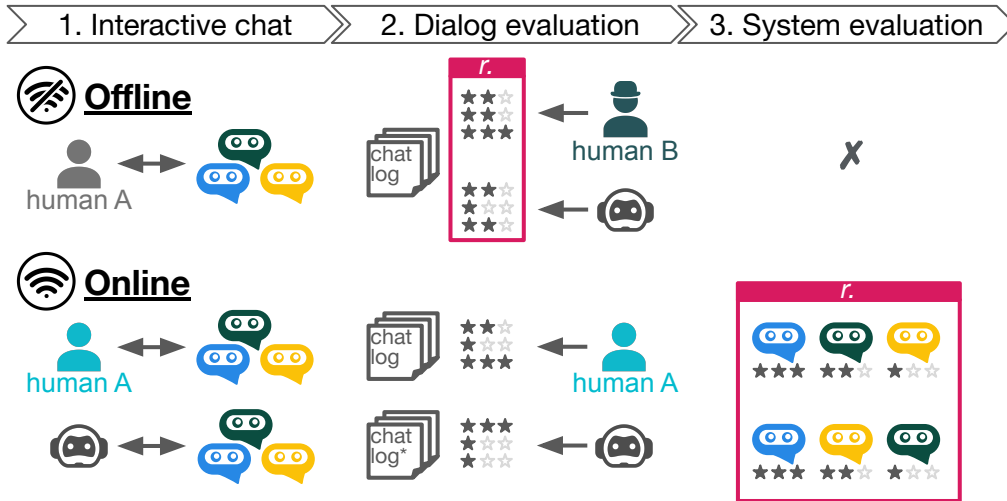 1. Interactive chat
2. Dialog evaluation
3. System evaluation
r.
Offline
chat
log
human B
human A
✗
Online
r.
chat
log
human A
human A
chat
log*